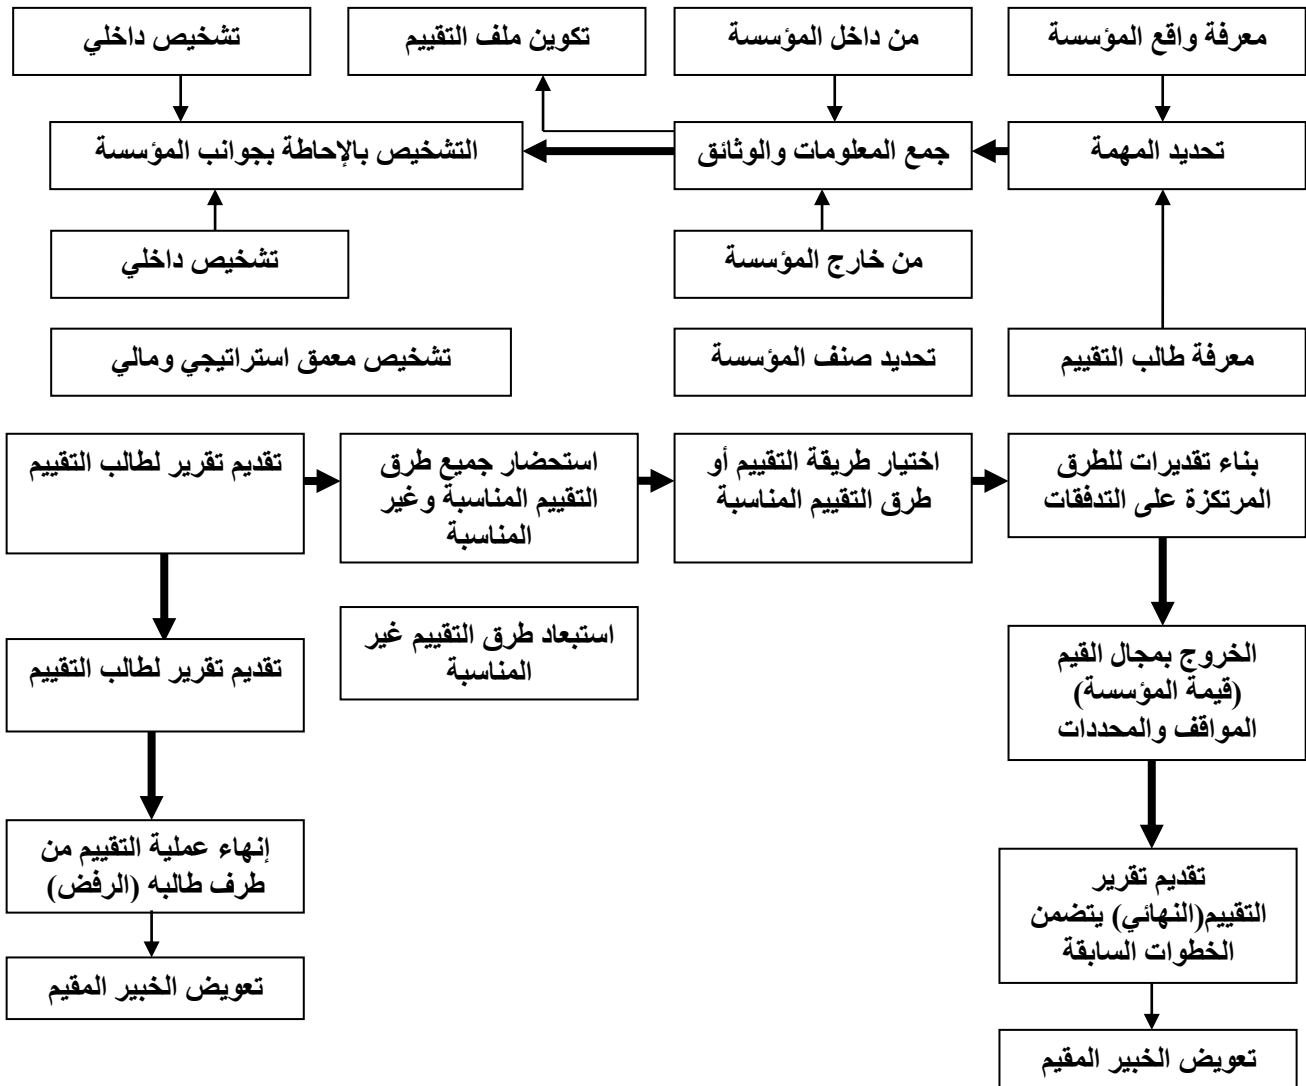 معرفة واقع المؤسسة
من داخل المؤسسة
تكوين ملف التقييم
تشخيص داخلي
تحديد المهمة
جمع المعلومات والوثائق
التشخيص بالإحاطة بجوانب المؤسسة
من خارج المؤسسة
تشخيص داخلي
معرفة طالب التقييم
تحديد صنف المؤسسة
تشخيص معمق استراتيجي ومالي
بناء تقديرات للطرق
المرتكزة على التدفقات
اختيار طريقة التقييم أو
طرق التقييم المناسبة
استحضار جميع طرق
التقييم المناسبة وغير
المناسبة
تقديم تقرير لطالب التقييم
الخروج بمجال القيم
(قيمة المؤسسة)
المواقف والمحددات
استبعاد طرق التقييم غير
المناسبة
تقديم تقرير لطالب التقييم
تقديم تقرير
التقييم(النهائي) يتضمن
الخطوات السابقة
إنهاء عملية التقييم من
طرف طالبه (الرفض)
تعويض الخبير المقيم
تعويض الخبير المقيم